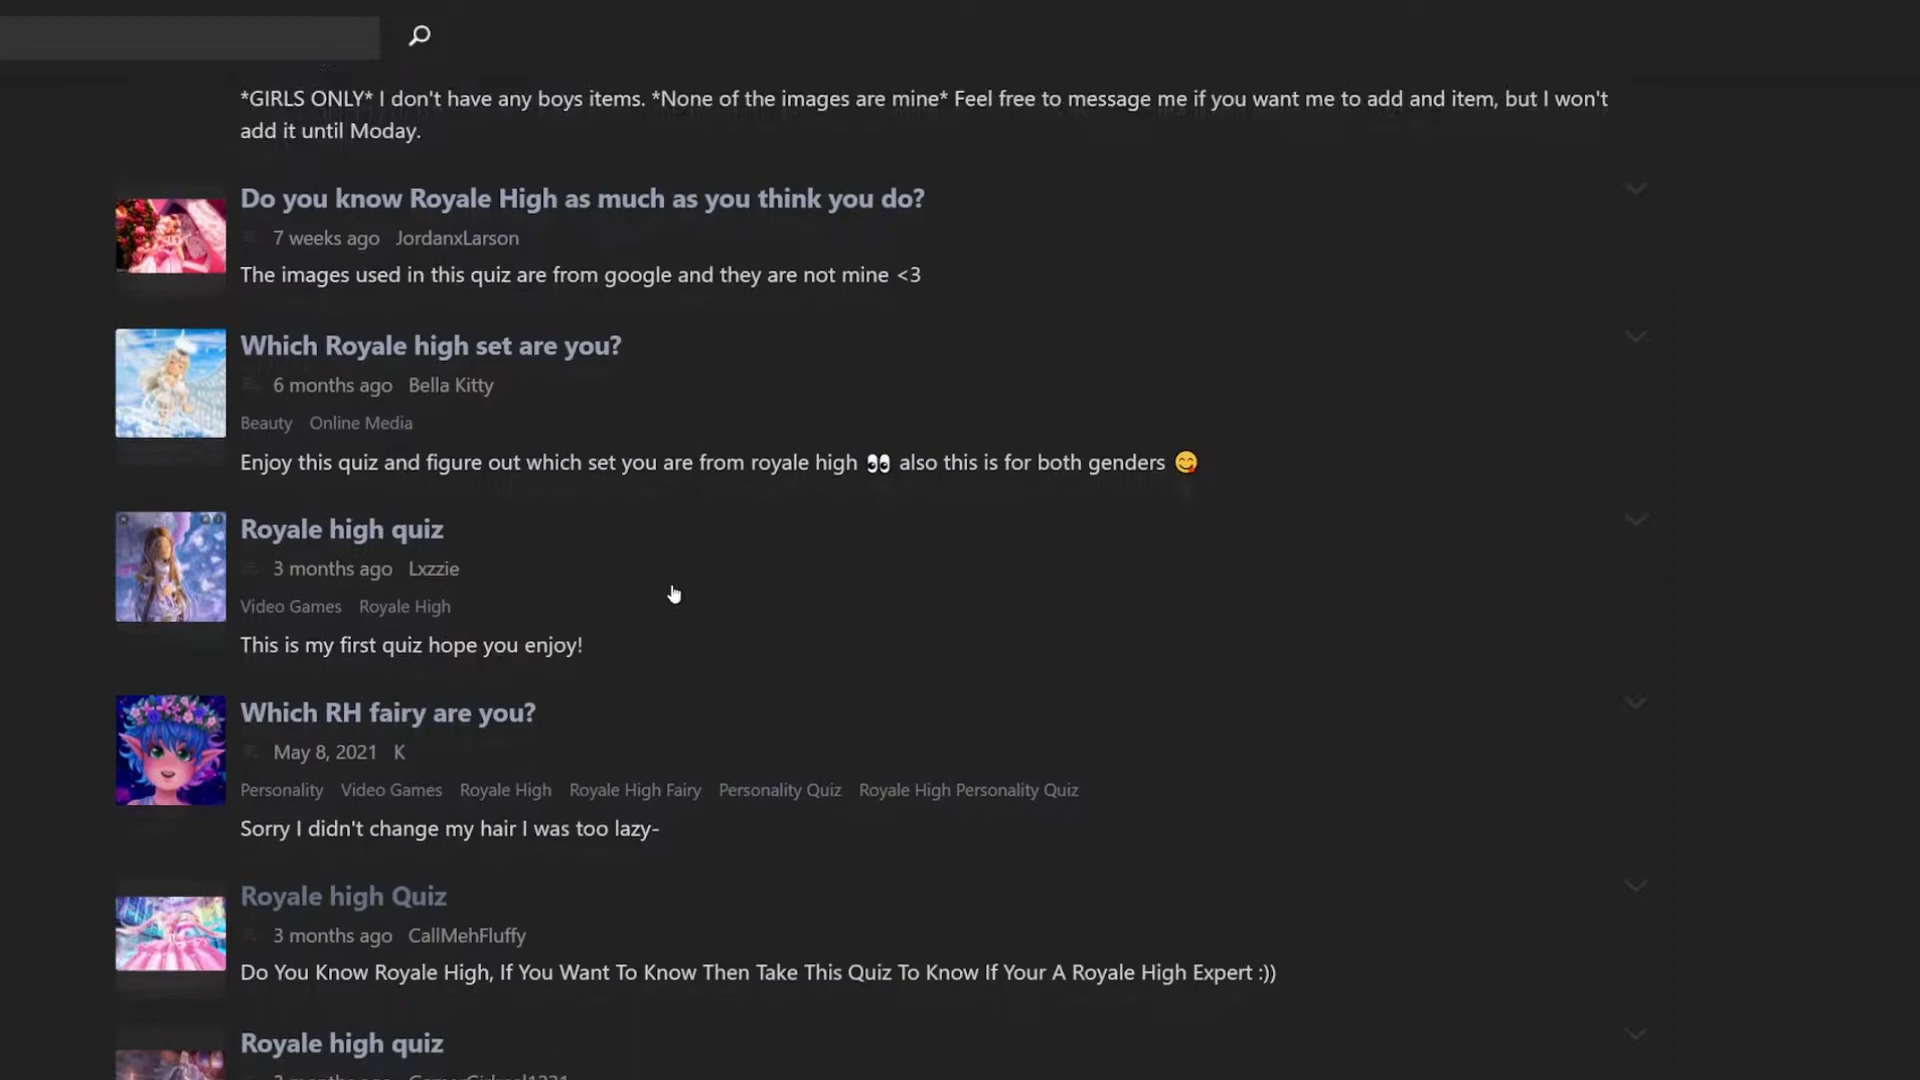 *GIRLS ONLY* I don't have any boys items. *None of the images are mine* Feel free to message me if you want me to add and item, but I won't
add it until Moday.
Do you know Royale High as much as you think you do?
7 weeks ago JordanxLarson
The images used in this quiz are from google and they are not mine <3
Which Royale high set are you?
6 months ago Bella Kitty
Beauty Online Media
Enjoy this quiz and figure out which set you are from royale high 👀 also this is for both genders 😋
Royale high quiz
3 months ago Lxzzie
Video Games Royale High
This is my first quiz hope you enjoy!
Which RH fairy are you?
May 8, 2021 K
Personality Video Games Royale High Royale High Fairy Personality Quiz Royale High Personality Quiz
Sorry I didn't change my hair I was too lazy-
Royale high Quiz
3 months ago CallMehFluffy
Do You Know Royale High, If You Want To Know Then Take This Quiz To Know If Your A Royale High Expert :))
Royale high quiz